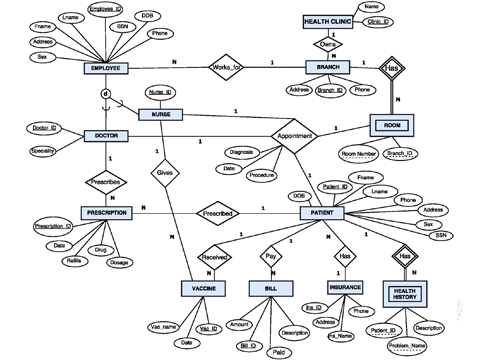 Employee_ID
Name
Lname
DOB
HEALTH CLINIC
Clinic_ID
Fname
SSN
Phone
Address
Owns
Sex
N
1
1
EMPLOYEE
Works_for
BRANCH
Has
Address
Branch_ID
Phone
d
Nurse_ID
N
NURSE
1
1
ROOM
Doctor_ID
DOCTOR
1
Appointment
Speciality
Diagnosis
Room Number
Branch_ID
1
Date
Procedure
1
Fname
Prescribes
Gives
Patient_ID
Lname
DOB
Phone
N
Address
PRESCRIPTION
N
Prescribed
1
PATIENT
Sex
Prescription_ID
SSN
Date
Drug
1
1
N
1
Refills
Dosage
N
Received
Pay
Has
Has
N
N
1
N
VACCINE
BILL
INSURANCE
HEALTH
HISTORY
Ins_ID
Vac_name
Vac_ID
Amount
Description
Address
Patient_ID
Description
Date
Bill_ID
Ins_Name
Problem_Name
Paid